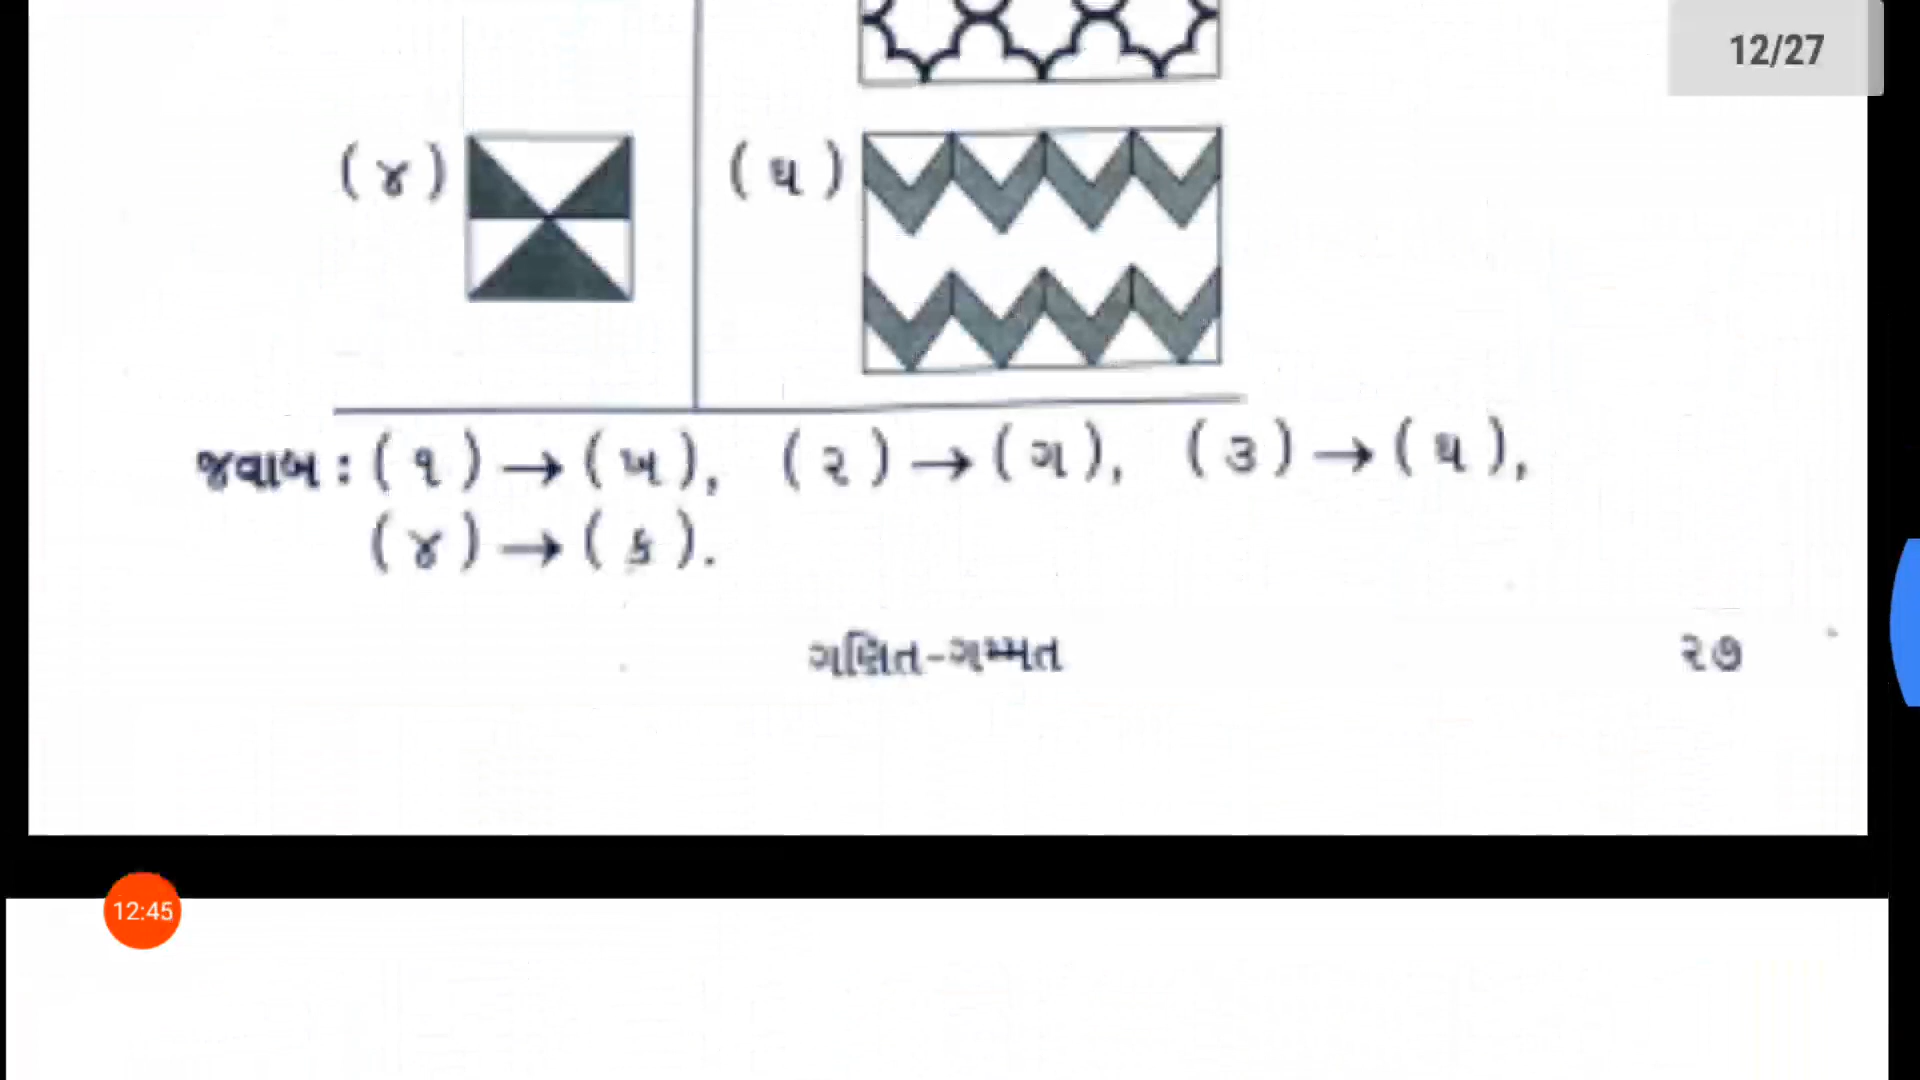 12/27
(૪) (ઘ)
જવાબ : (૧) → (ખ), (૨) → (ગ), (૩) → (ઘ),
(૪) → (ક).
ગણિત-ગમ્મત ૨૭
12:45